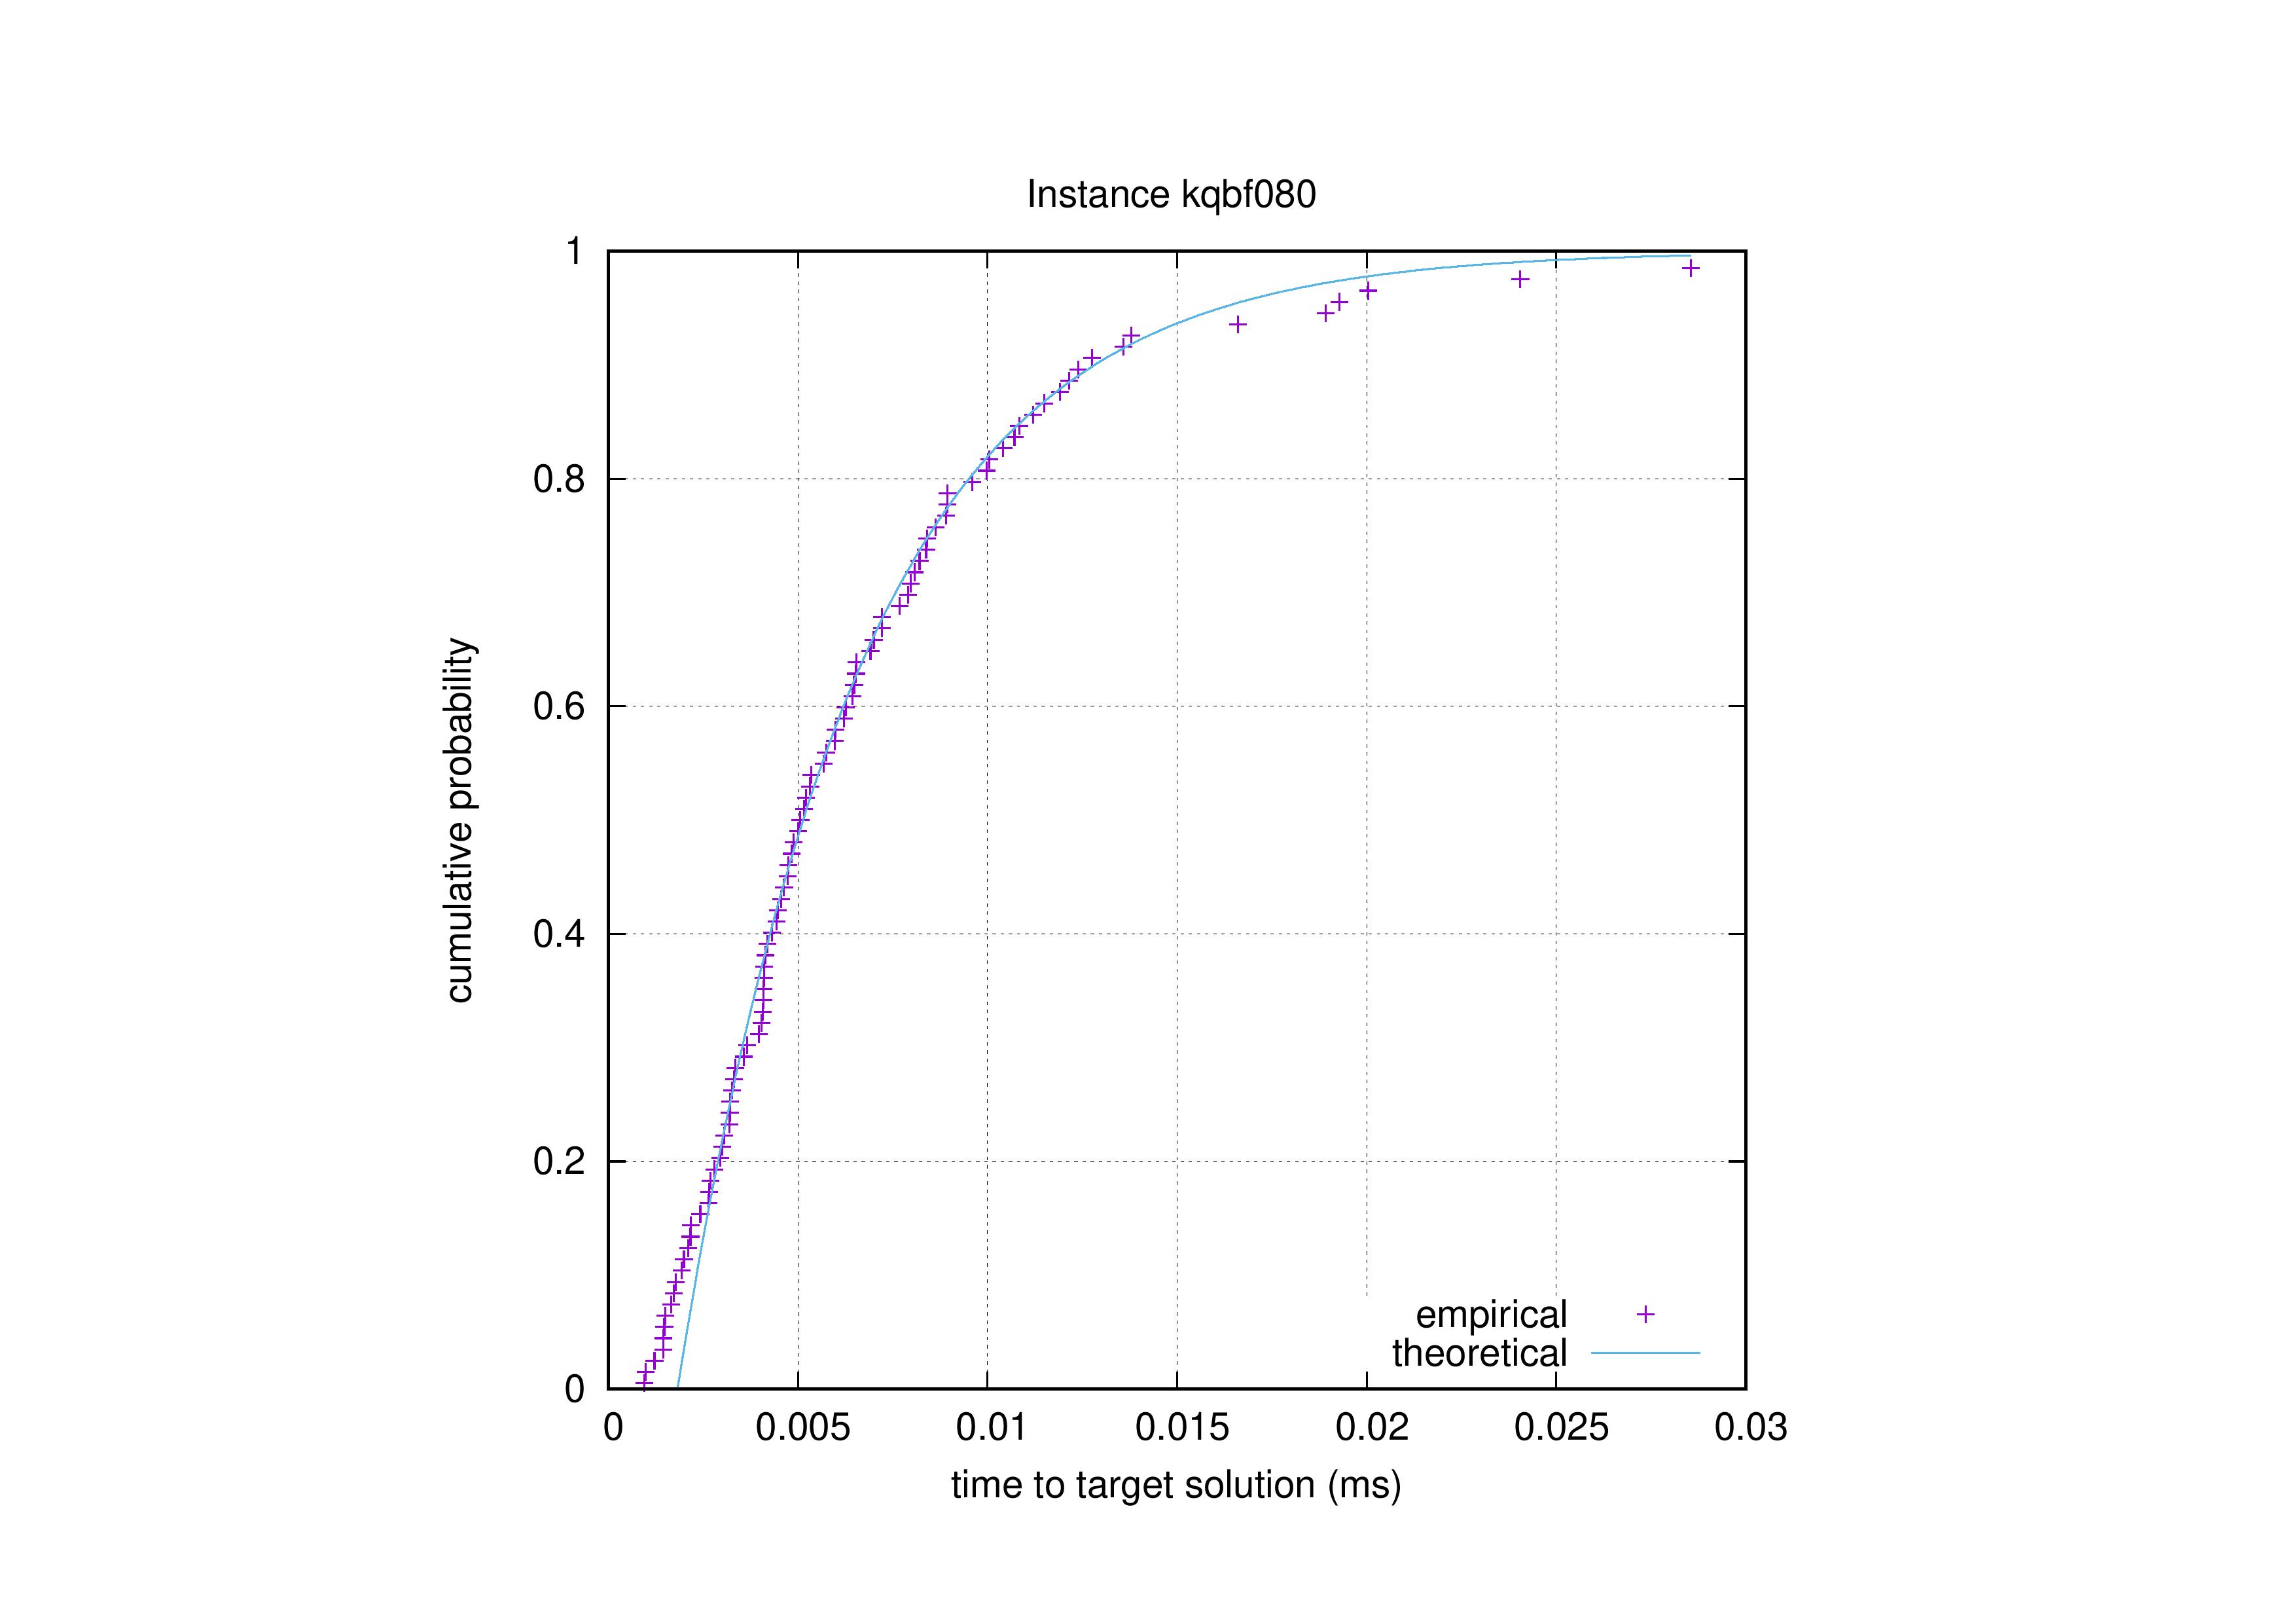 Instance kqbf080
1
0.8
0.6
0.4
0.2
0
cumulative probability
empirical
theoretical
0 0.005 0.01 0.015 0.02 0.025 0.03
time to target solution (ms)